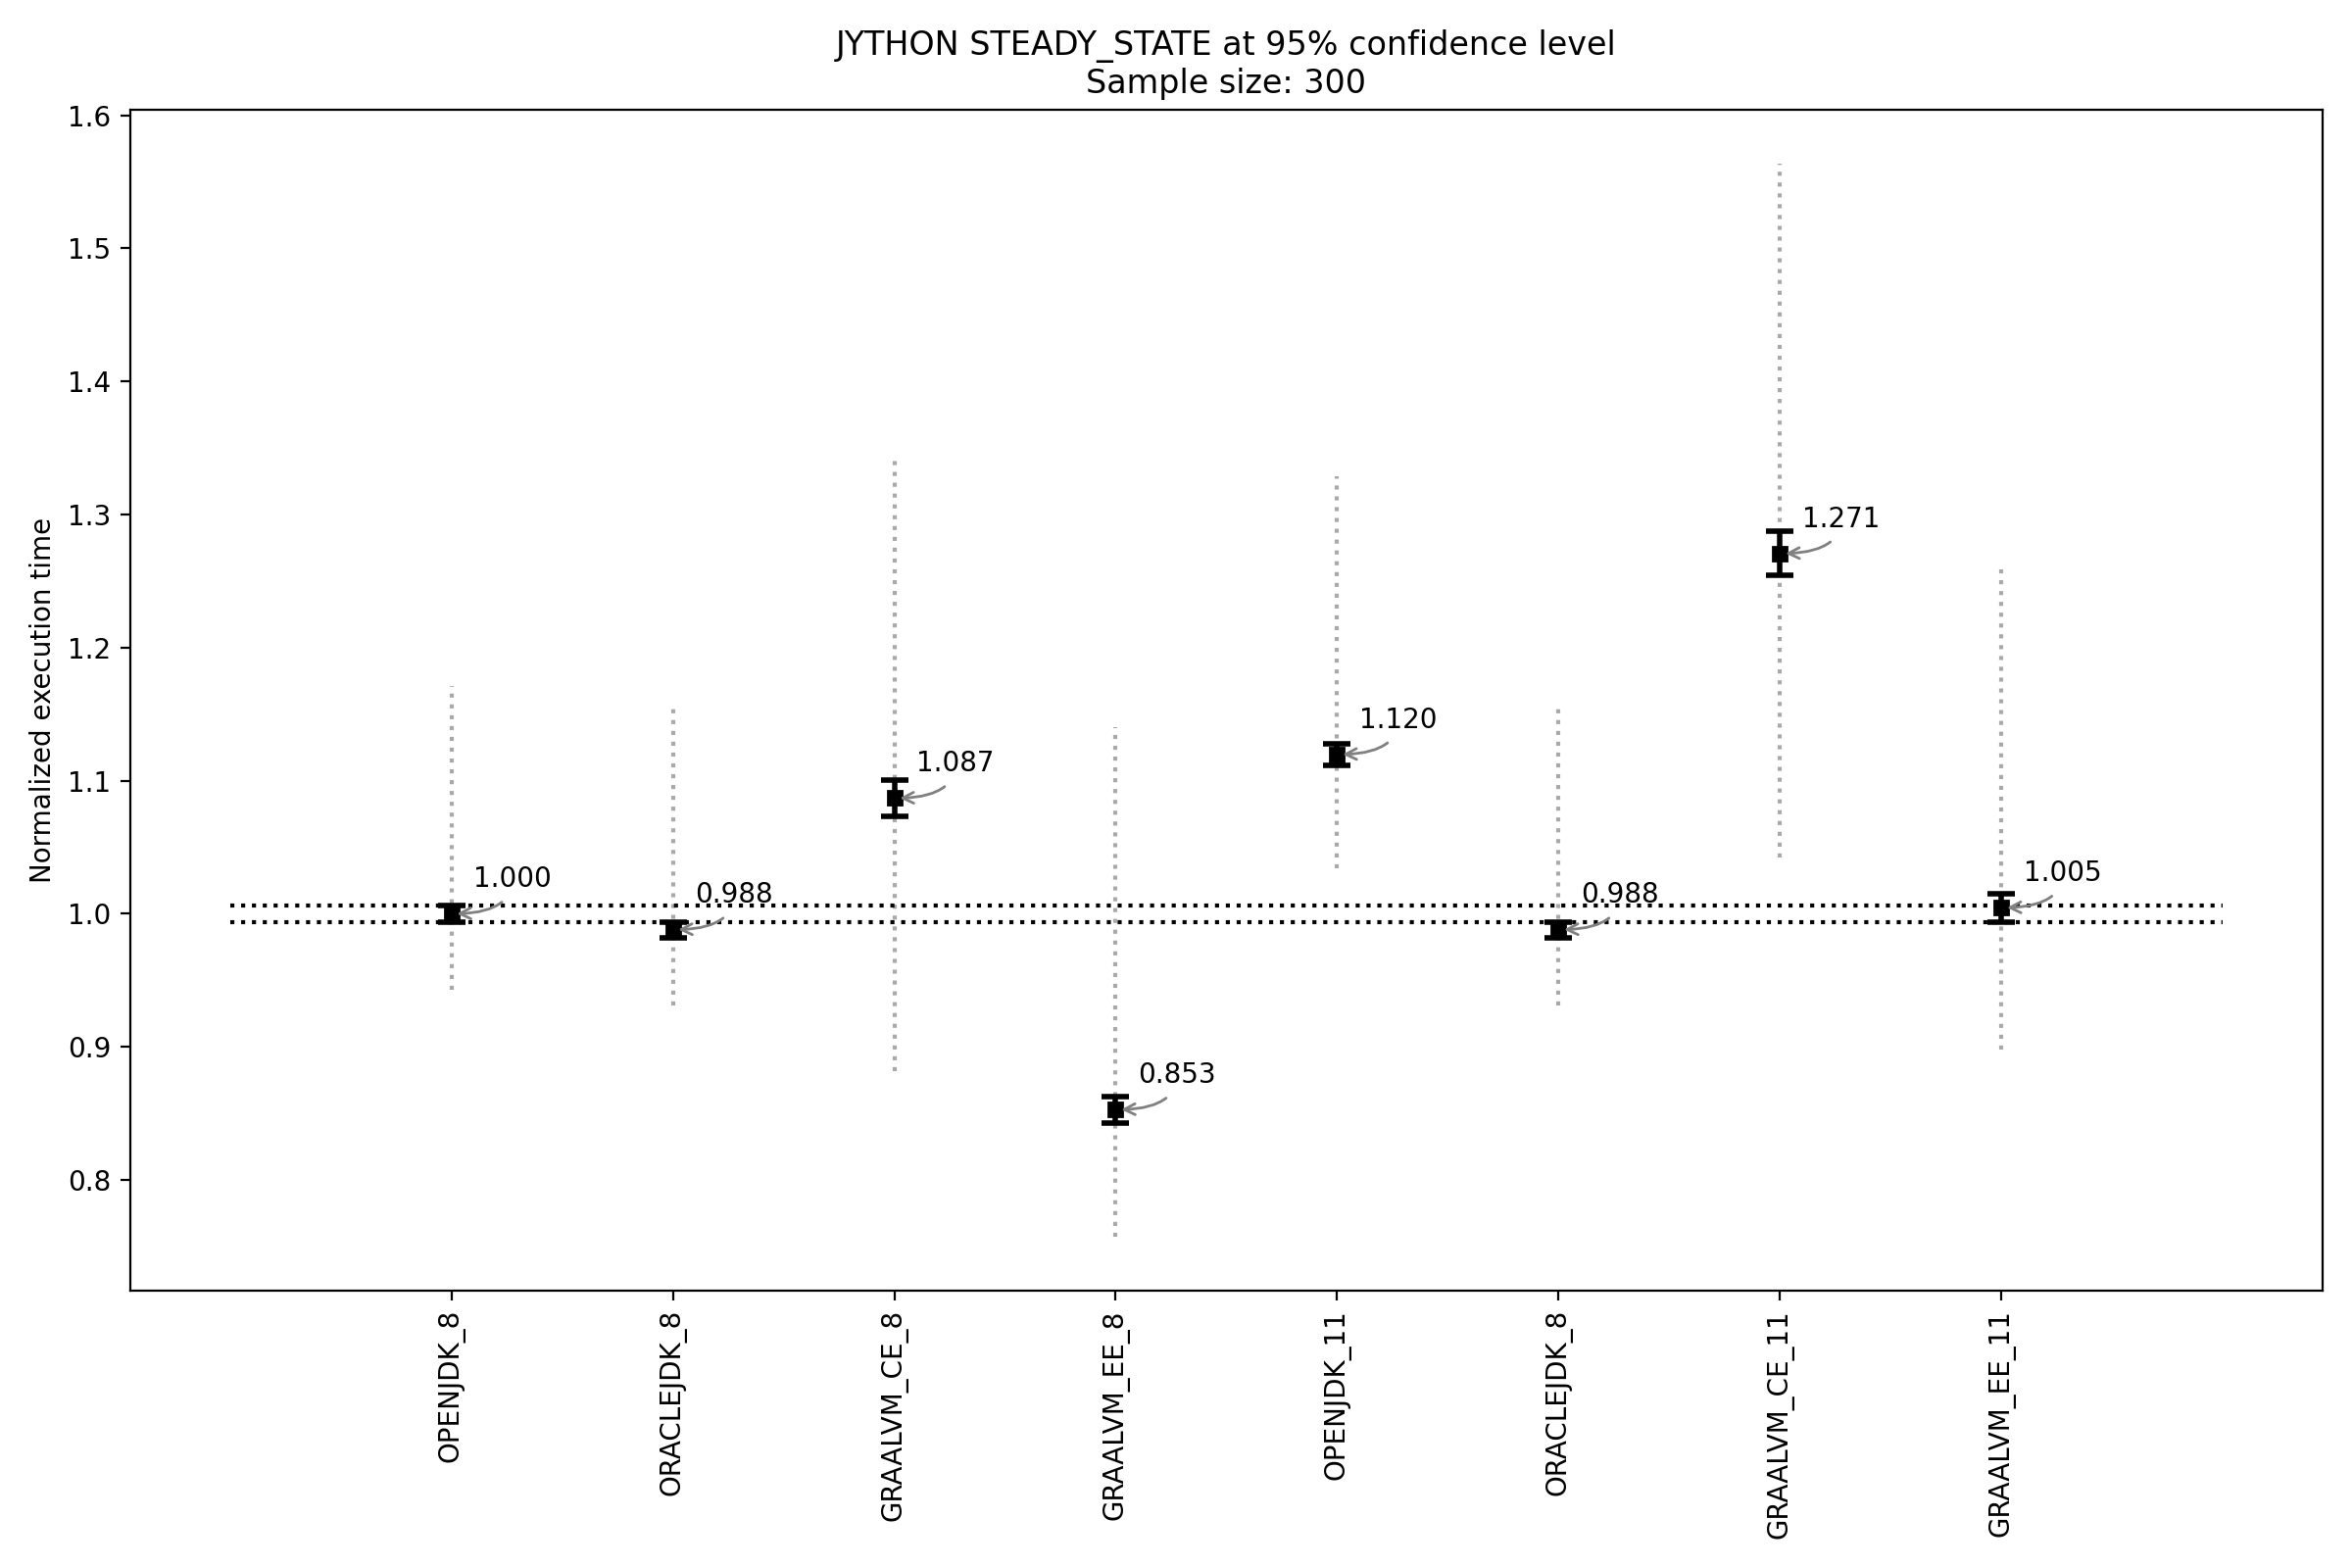 JYTHON STEADY_STATE at 95% confidence level
Sample size: 300
Normalized execution time
1.6
1.5
1.4
1.3
1.2
1.1
1.0
0.9
0.8
1.000
0.988
1.087
0.853
1.120
0.988
1.271
1.005
OPENJDK_8
ORACLEJDK_8
GRAALVM_CE_8
GRAALVM_EE_8
OPENJDK_11
ORACLEJDK_8
GRAALVM_CE_11
GRAALVM_EE_11